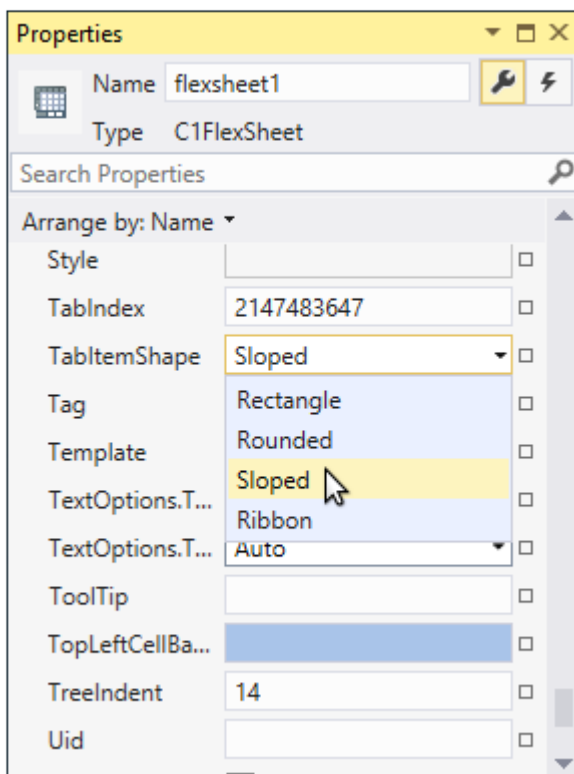 Properties
Name flexsheet1
Type C1FlexSheet
Search Properties
Arrange by: Name
Style
TabIndex 2147483647
TabItemShape Sloped
Tag Rectangle
Rounded
Template
Sloped
TextOptions.T...
Ribbon
TextOptions.T... Auto
ToolTip
TopLeftCellBa...
TreeIndent 14
Uid